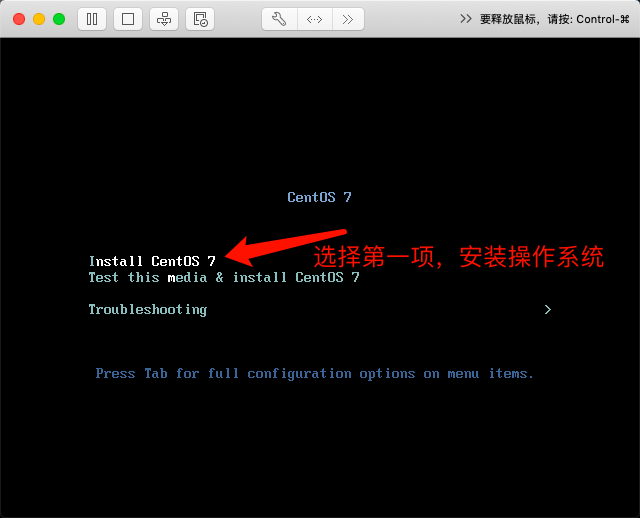 要释放鼠标，请按: Control-⌘
CentOS 7
Install CentOS 7
选择第一项，安装操作系统
Test this media & install CentOS 7
Troubleshooting >
Press Tab for full configuration options on menu items.